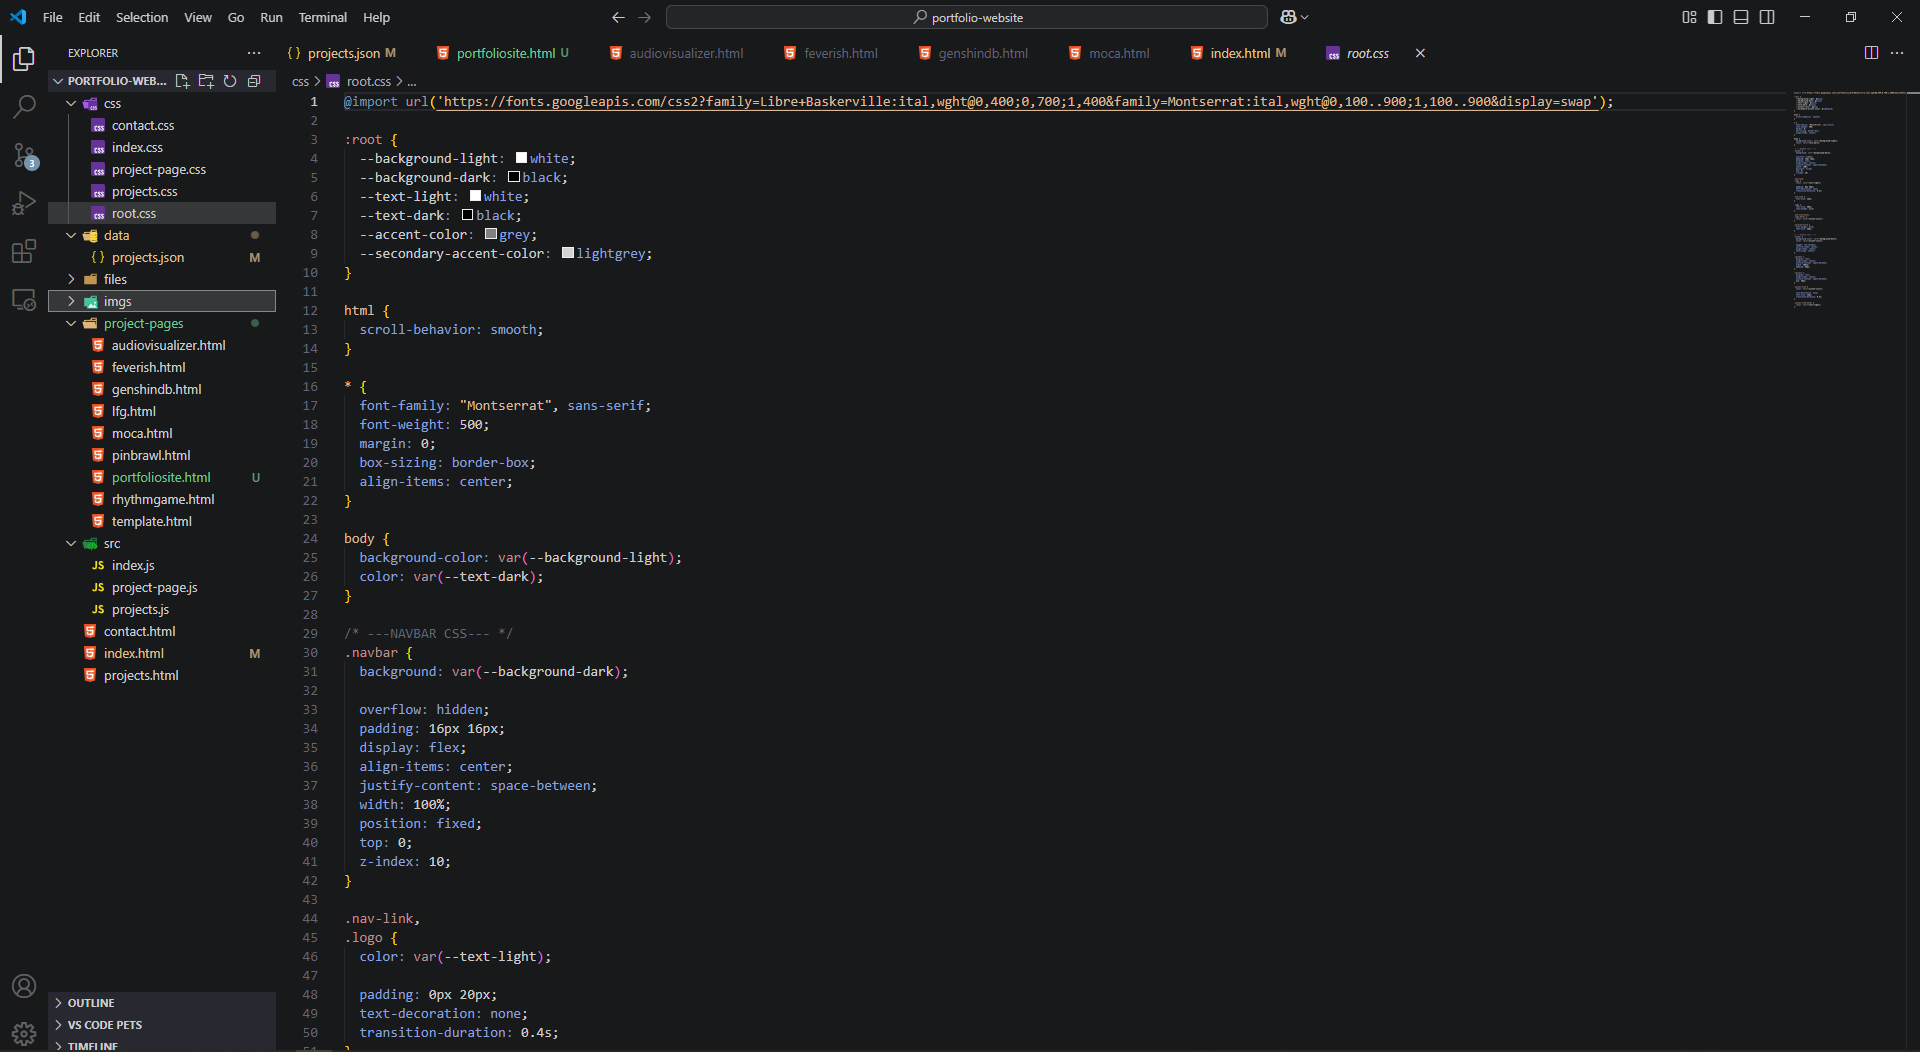 File Edit Selection View Go Run Terminal Help
portfolio-website
EXPLORER
PORTFOLIO-WEB...
css
contact.css
index.css
project-page.css
projects.css
root.css
data
projects.json M
files
imgs
project-pages
audiovisualizer.html
feverish.html
genshindb.html
lfg.html
moca.html
pinbrawl.html
portfoliosite.html U
rhythmgame.html
template.html
src
JS index.js
JS project-page.js
JS projects.js
contact.html
index.html M
projects.html
OUTLINE
VS CODE PETS
TIMELINE
3
{} projects.json M portfoliosite.html U audiovisualizer.html feverish.html genshindb.html moca.html index.html M root.css
css > root.css > ...
1 @import url('https://fonts.googleapis.com/css2?family=Libre+Baskerville:ital,wght@0,400;0,700;1,400&family=Montserrat:ital,wght@0,100..900;1,100..900&display=swap');
2
3 :root {
4 --background-light: white;
5 --background-dark: black;
6 --text-light: white;
7 --text-dark: black;
8 --accent-color: grey;
9 --secondary-accent-color: lightgrey;
10 }
11
12 html {
13 scroll-behavior: smooth;
14 }
15
16 * {
17 font-family: "Montserrat", sans-serif;
18 font-weight: 500;
19 margin: 0;
20 box-sizing: border-box;
21 align-items: center;
22 }
23
24 body {
25 background-color: var(--background-light);
26 color: var(--text-dark);
27 }
28
29 /* ---NAVBAR CSS--- */
30 .navbar {
31 background: var(--background-dark);
32
33 overflow: hidden;
34 padding: 16px 16px;
35 display: flex;
36 align-items: center;
37 justify-content: space-between;
38 width: 100%;
39 position: fixed;
40 top: 0;
41 z-index: 10;
42 }
43
44 .nav-link,
45 .logo {
46 color: var(--text-light);
47
48 padding: 0px 20px;
49 text-decoration: none;
50 transition-duration: 0.4s;